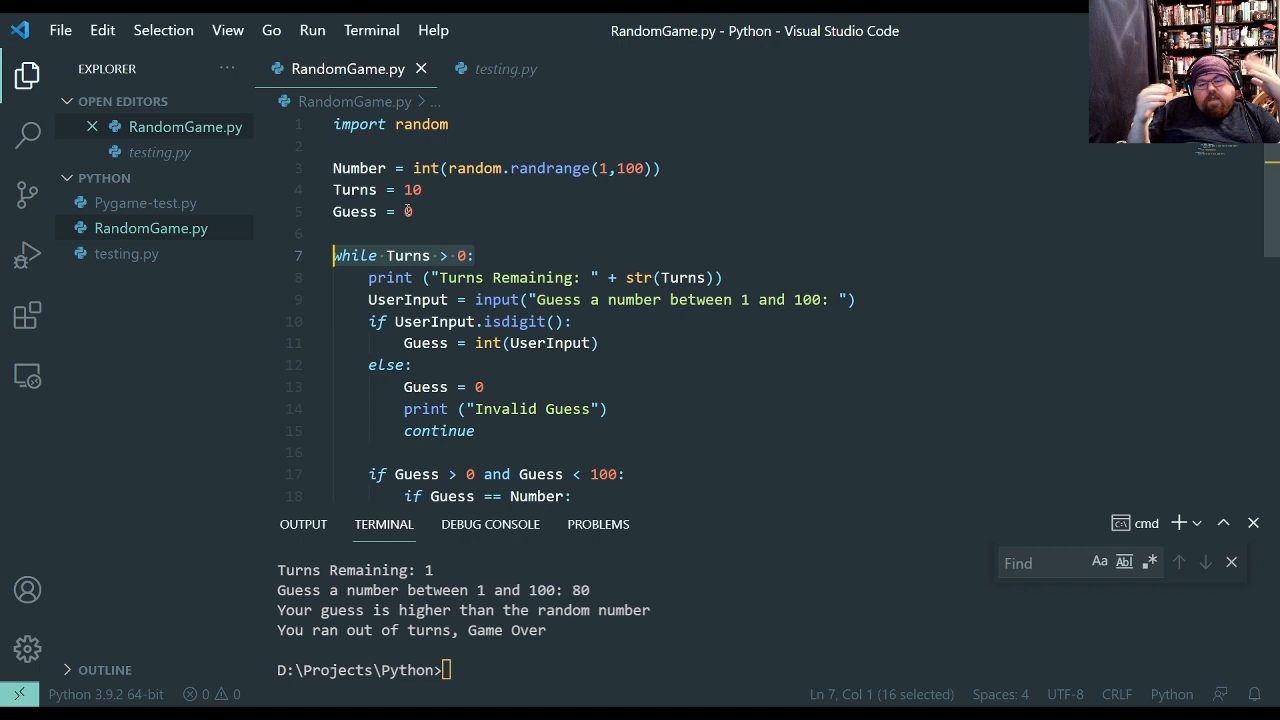 File Edit Selection View Go Run Terminal Help
RandomGame.py - Python - Visual Studio Code
EXPLORER ···
OPEN EDITORS
RandomGame.py
testing.py
PYTHON
Pygame-test.py
RandomGame.py
testing.py
OUTLINE
RandomGame.py testing.py
RandomGame.py > ...
1 import random
2
3 Number = int(random.randrange(1,100))
4 Turns = 10
5 Guess = 0
6
7 while Turns > 0:
8 print ("Turns Remaining: " + str(Turns))
9 UserInput = input("Guess a number between 1 and 100: ")
10 if UserInput.isdigit():
11 Guess = int(UserInput)
12 else:
13 Guess = 0
14 print ("Invalid Guess")
15 continue
16
17 if Guess > 0 and Guess < 100:
18 if Guess == Number:
OUTPUT TERMINAL DEBUG CONSOLE PROBLEMS
cmd
Find Aa Abl .*
Turns Remaining: 1
Guess a number between 1 and 100: 80
Your guess is higher than the random number
You ran out of turns, Game Over
D:\Projects\Python>
Python 3.9.2 64-bit 0 0 Ln 7, Col 1 (16 selected) Spaces: 4 UTF-8 CRLF Python